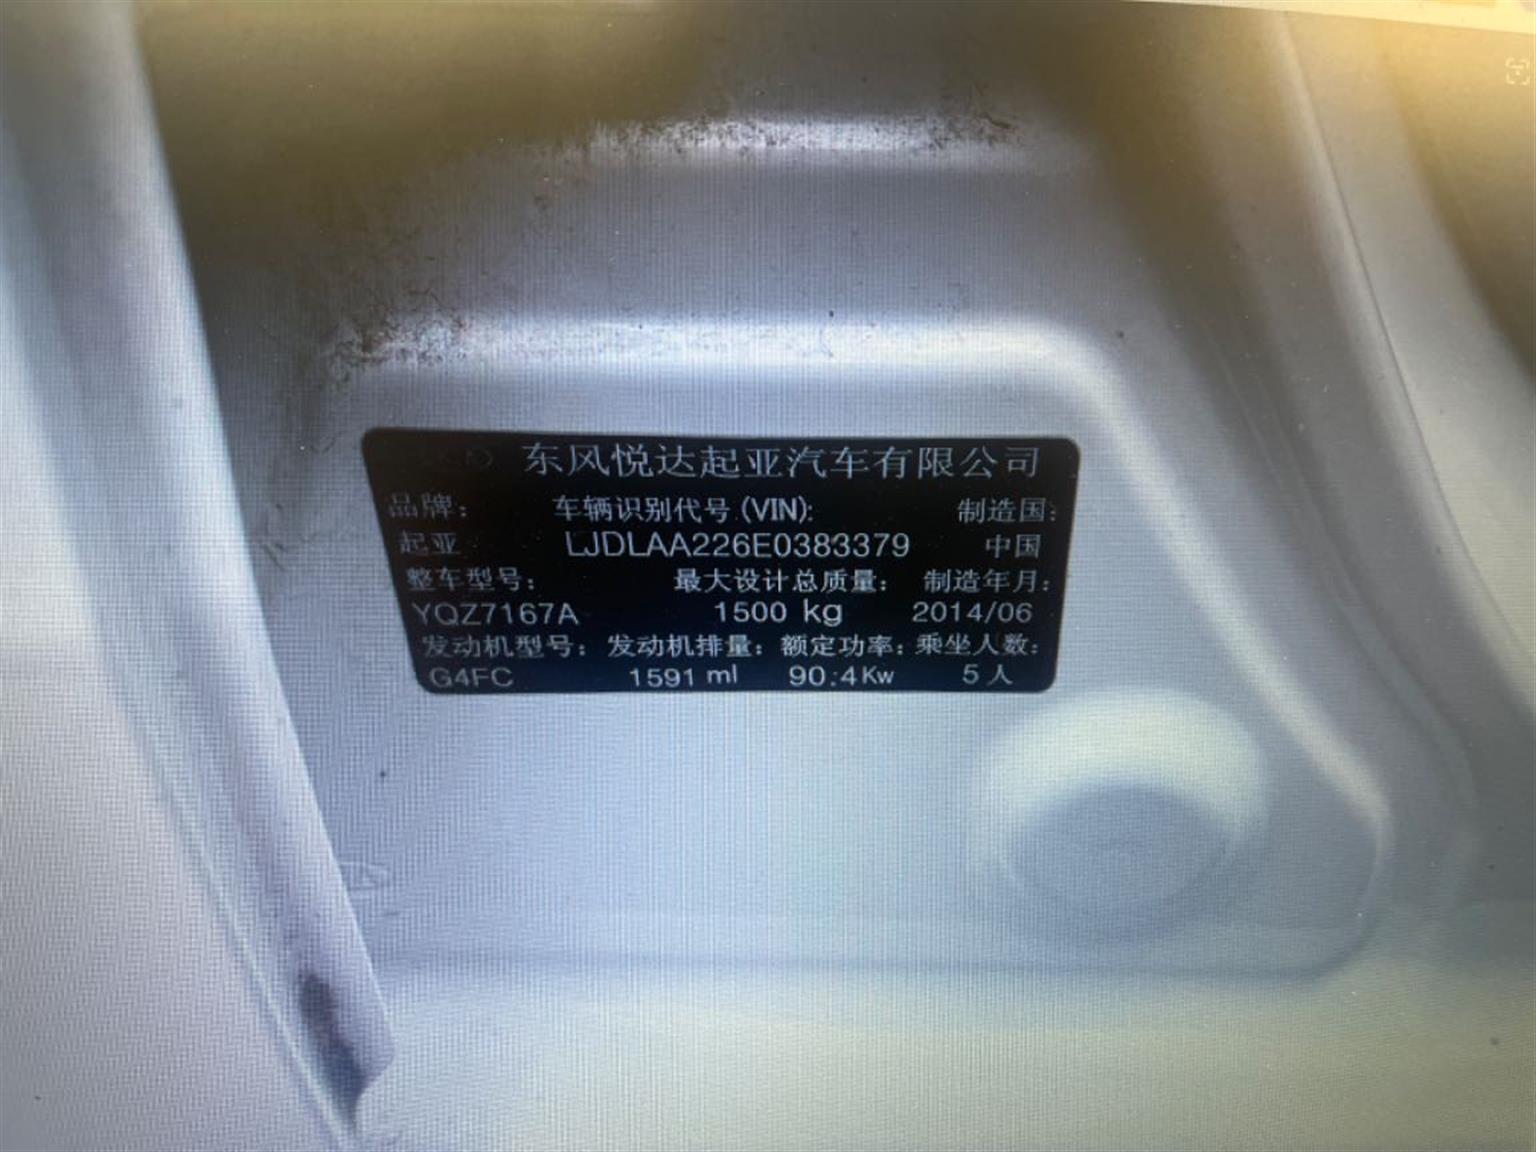 东风悦达起亚汽车有限公司
品牌: 车辆识别代号(VIN): 制造国:
起亚 LJDLAA226E0383379 中国
整车型号: 最大设计总质量: 制造年月:
YQZ7167A 1500 kg 2014/06
发动机型号: 发动机排量: 额定功率: 乘坐人数:
G4FC 1591 ml 90.4Kw 5人